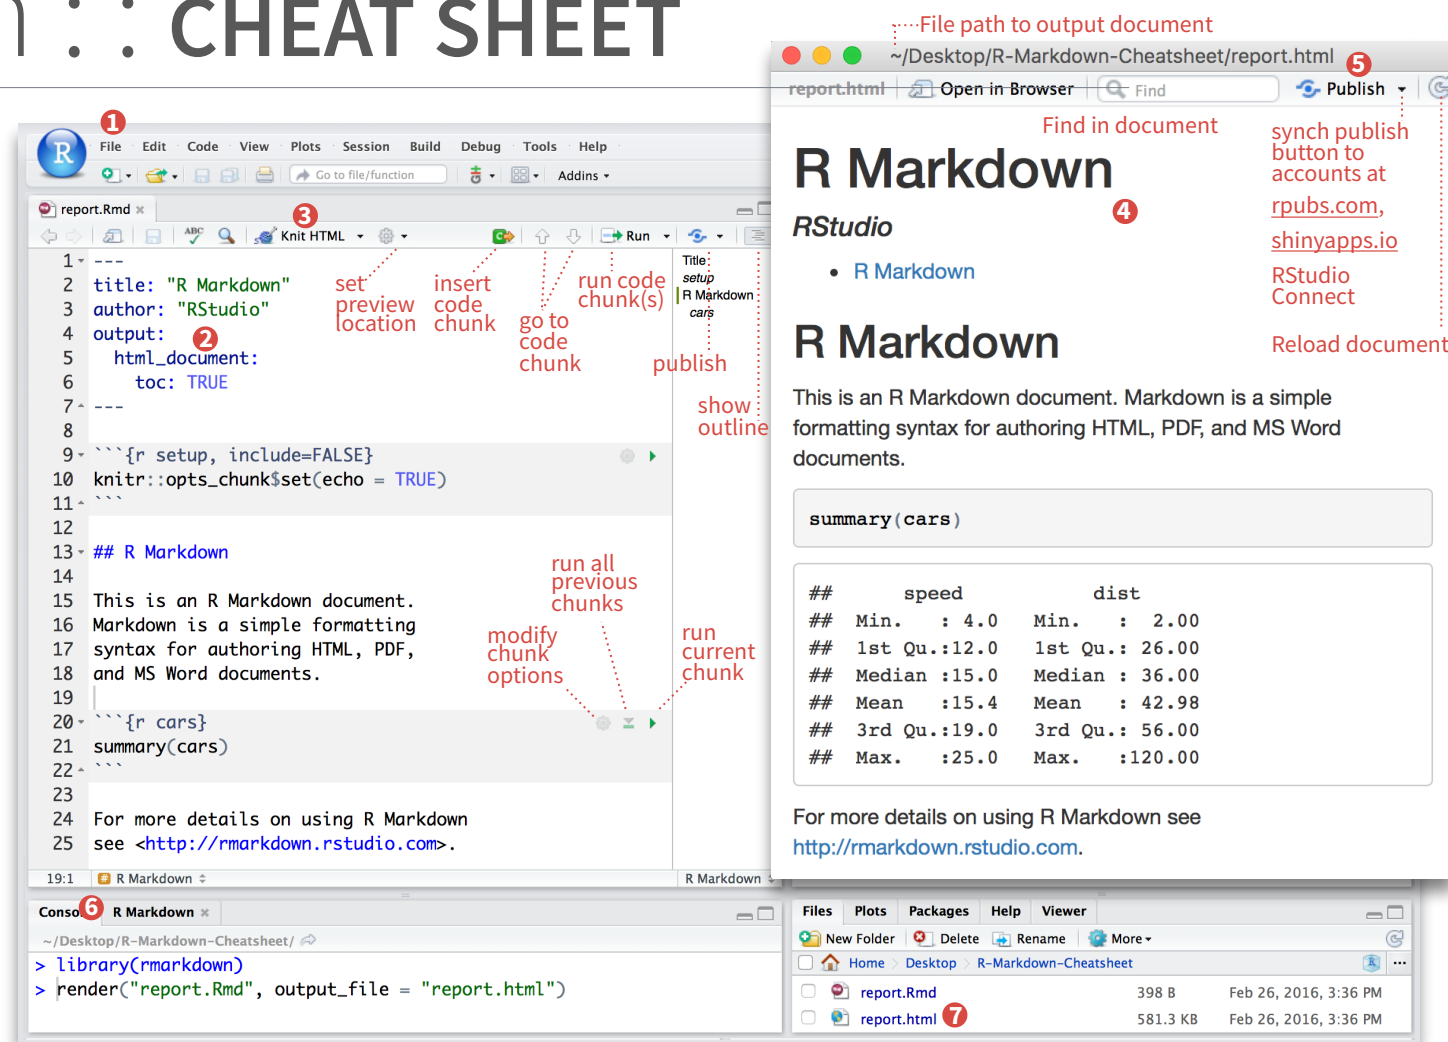 :: CHEAT SHEET
File path to output document
~/Desktop/R-Markdown-Cheatsheet/report.html
5
report.html Open in Browser Find Publish
Find in document
synch publish
button to
accounts at
rpubs.com,
shinyapps.io
RStudio
Connect
Reload document
1
File Edit Code View Plots Session Build Debug Tools Help
Go to file/function Addins
report.Rmd
3
ABC Knit HTML Run
set
preview
location
insert
code
chunk
go to
code
chunk
run code
chunk(s)
publish
show
outline
Title
setup
R Markdown
cars
1 ---
2 title: "R Markdown"
3 author: "RStudio"
4 output:
2
5 html_document:
6 toc: TRUE
7 ---
8
9 ```{r setup, include=FALSE}
10 knitr::opts_chunk$set(echo = TRUE)
11 ```
12
13 ## R Markdown
14
15 This is an R Markdown document.
16 Markdown is a simple formatting
17 syntax for authoring HTML, PDF,
18 and MS Word documents.
19
20 ```{r cars}
21 summary(cars)
22 ```
23
24 For more details on using R Markdown
25 see <http://rmarkdown.rstudio.com>.
modify
chunk
options
run all
previous
chunks
run
current
chunk
19:1 # R Markdown R Markdown
R Markdown
4
RStudio
• R Markdown
R Markdown
This is an R Markdown document. Markdown is a simple
formatting syntax for authoring HTML, PDF, and MS Word
documents.
summary(cars)
## speed dist
## Min. : 4.0 Min. : 2.00
## 1st Qu.:12.0 1st Qu.: 26.00
## Median :15.0 Median : 36.00
## Mean :15.4 Mean : 42.98
## 3rd Qu.:19.0 3rd Qu.: 56.00
## Max. :25.0 Max. :120.00
For more details on using R Markdown see
http://rmarkdown.rstudio.com.
6
R Markdown
~/Desktop/R-Markdown-Cheatsheet/
> library(rmarkdown)
> render("report.Rmd", output_file = "report.html")
Files Plots Packages Help Viewer
New Folder Delete Rename More
Home Desktop R-Markdown-Cheatsheet R ...
report.Rmd 398 B Feb 26, 2016, 3:36 PM
report.html 7 581.3 KB Feb 26, 2016, 3:36 PM